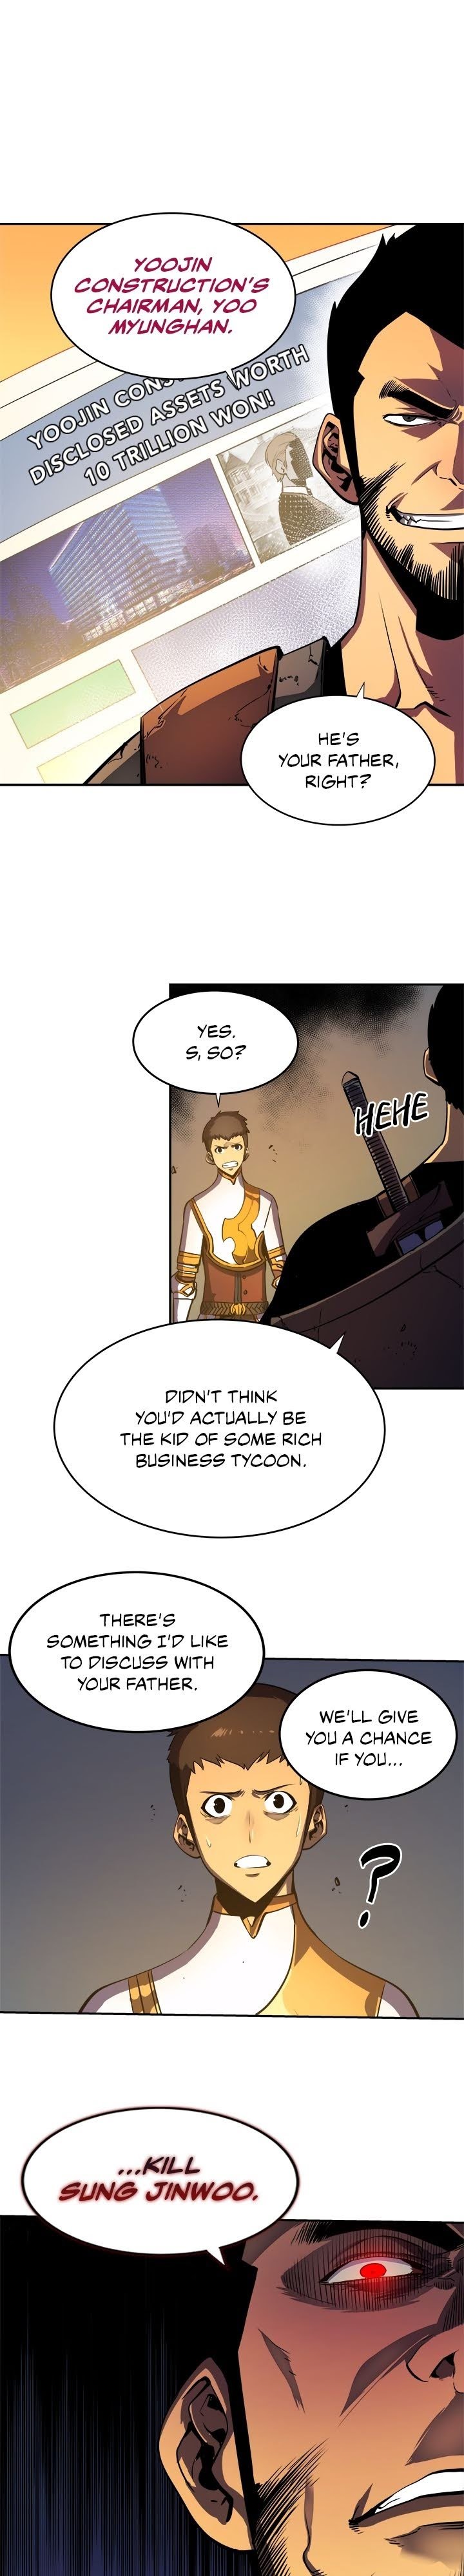 YOOJIN
CONSTRUCTION'S
CHAIRMAN, YOO
MYUNGHAN.
YOOJIN CONS
DISCLOSED ASSETS WORTH
10 TRILLION WON!
HE'S
YOUR FATHER,
RIGHT?
YES.
S, SO?
HEHE
DIDN'T THINK
YOU'D ACTUALLY BE
THE KID OF SOME RICH
BUSINESS TYCOON.
THERE'S
SOMETHING I'D LIKE
TO DISCUSS WITH
YOUR FATHER.
WE'LL GIVE
YOU A CHANCE
IF YOU...
?
...KILL
SUNG JINWOO.